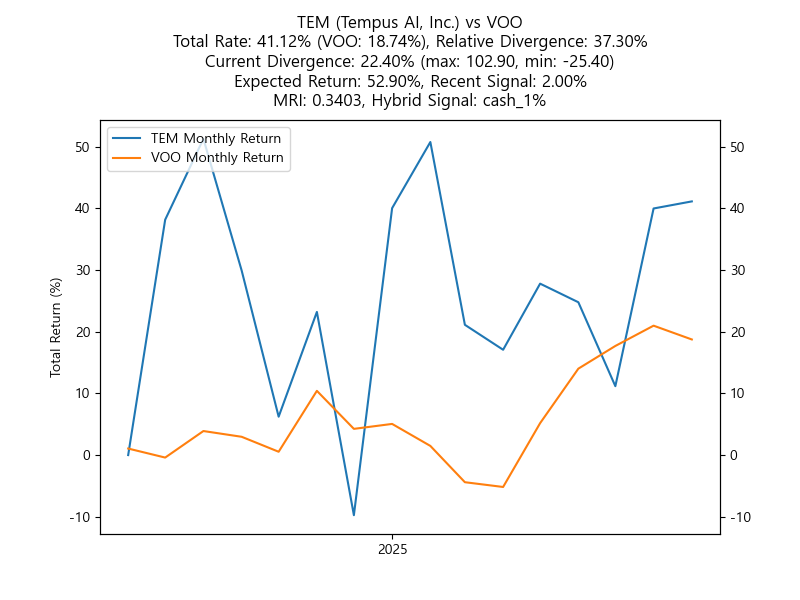 TEM (Tempus AI, Inc.) vs VOO
Total Rate: 41.12% (VOO: 18.74%), Relative Divergence: 37.30%
Current Divergence: 22.40% (max: 102.90, min: -25.40)
Expected Return: 52.90%, Recent Signal: 2.00%
MRI: 0.3403, Hybrid Signal: cash_1%
TEM Monthly Return
VOO Monthly Return
Total Return (%)
50
40
30
20
10
0
-10
50
40
30
20
10
0
-10
2025